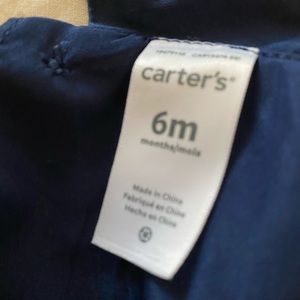 carter's®
6m
months/mois
Made in China
Fabriqué en Chine
Hecho en China